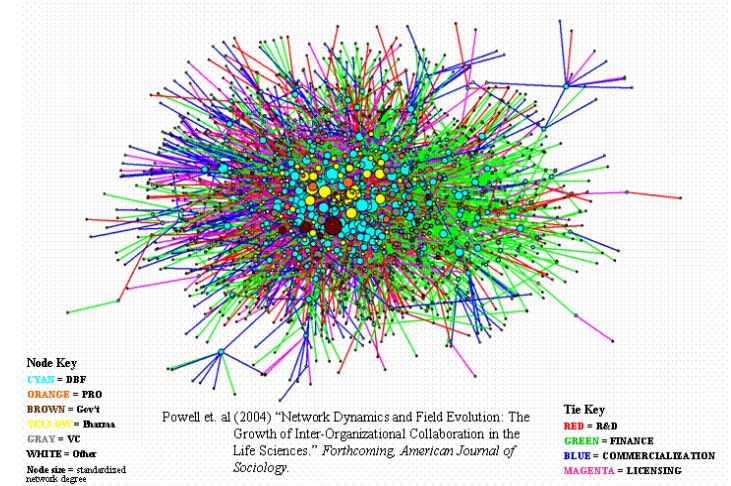 Node Key
CYAN = DBF
ORANGE = PRO
BROWN = Gov't
YELLOW = Pharma
GRAY = VC
WHITE = Other
Node size = standardized
network degree
Powell et. al (2004) “Network Dynamics and Field Evolution: The
Growth of Inter-Organizational Collaboration in the
Life Sciences.” Forthcoming, American Journal of
Sociology.
Tie Key
RED = R&D
GREEN = FINANCE
BLUE = COMMERCIALIZATION
MAGENTA = LICENSING